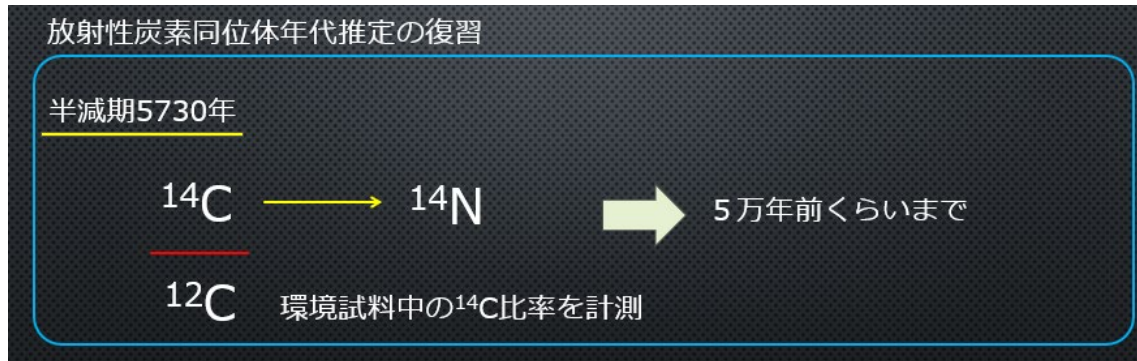 放射性炭素同位体年代推定の復習
半減期5730年
¹⁴C → ¹⁴N ５万年前くらいまで
¹²C 環境試料中の¹⁴C比率を計測